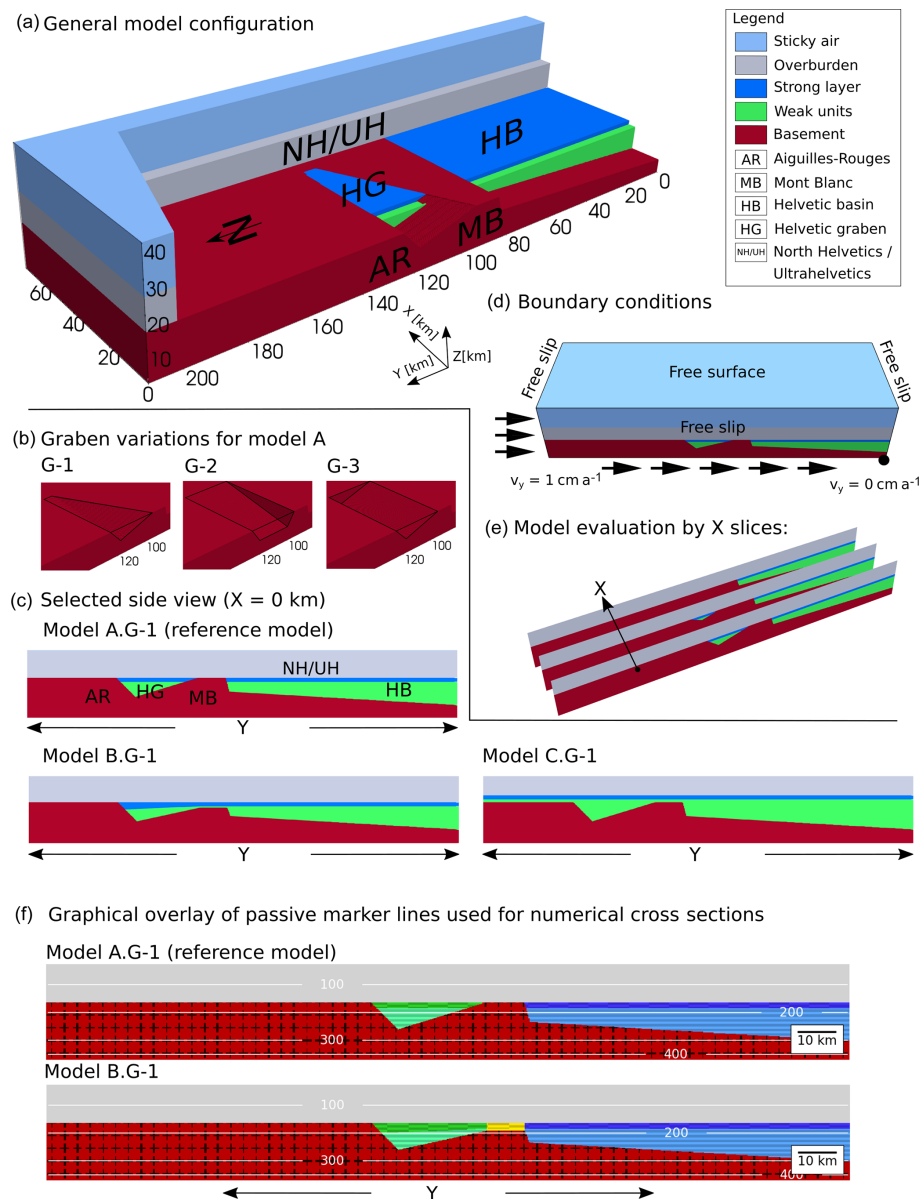 (a) General model configuration
NH/UH
HB
HG
N
AR
MB
40
30
20
10
0
60
40
20
200
180
160
140
120
100
80
60
40
20
0
X [km]
Y [km]
Z[km]
Legend
Sticky air
Overburden
Strong layer
Weak units
Basement
AR Aiguilles-Rouges
MB Mont Blanc
HB Helvetic basin
HG Helvetic graben
NH/UH North Helvetics /
Ultrahelvetics
(d) Boundary conditions
Free slip
Free surface
Free slip
Free slip
vy = 1 cm a-1
vy = 0 cm a-1
(b) Graben variations for model A
G-1
G-2
G-3
100
120
100
120
100
120
(e) Model evaluation by X slices:
X
(c) Selected side view (X = 0 km)
Model A.G-1 (reference model)
NH/UH
AR
HG
MB
HB
Y
Model B.G-1
Y
Model C.G-1
Y
(f) Graphical overlay of passive marker lines used for numerical cross sections
Model A.G-1 (reference model)
100
200
300
400
10 km
Model B.G-1
100
200
300
400
10 km
Y